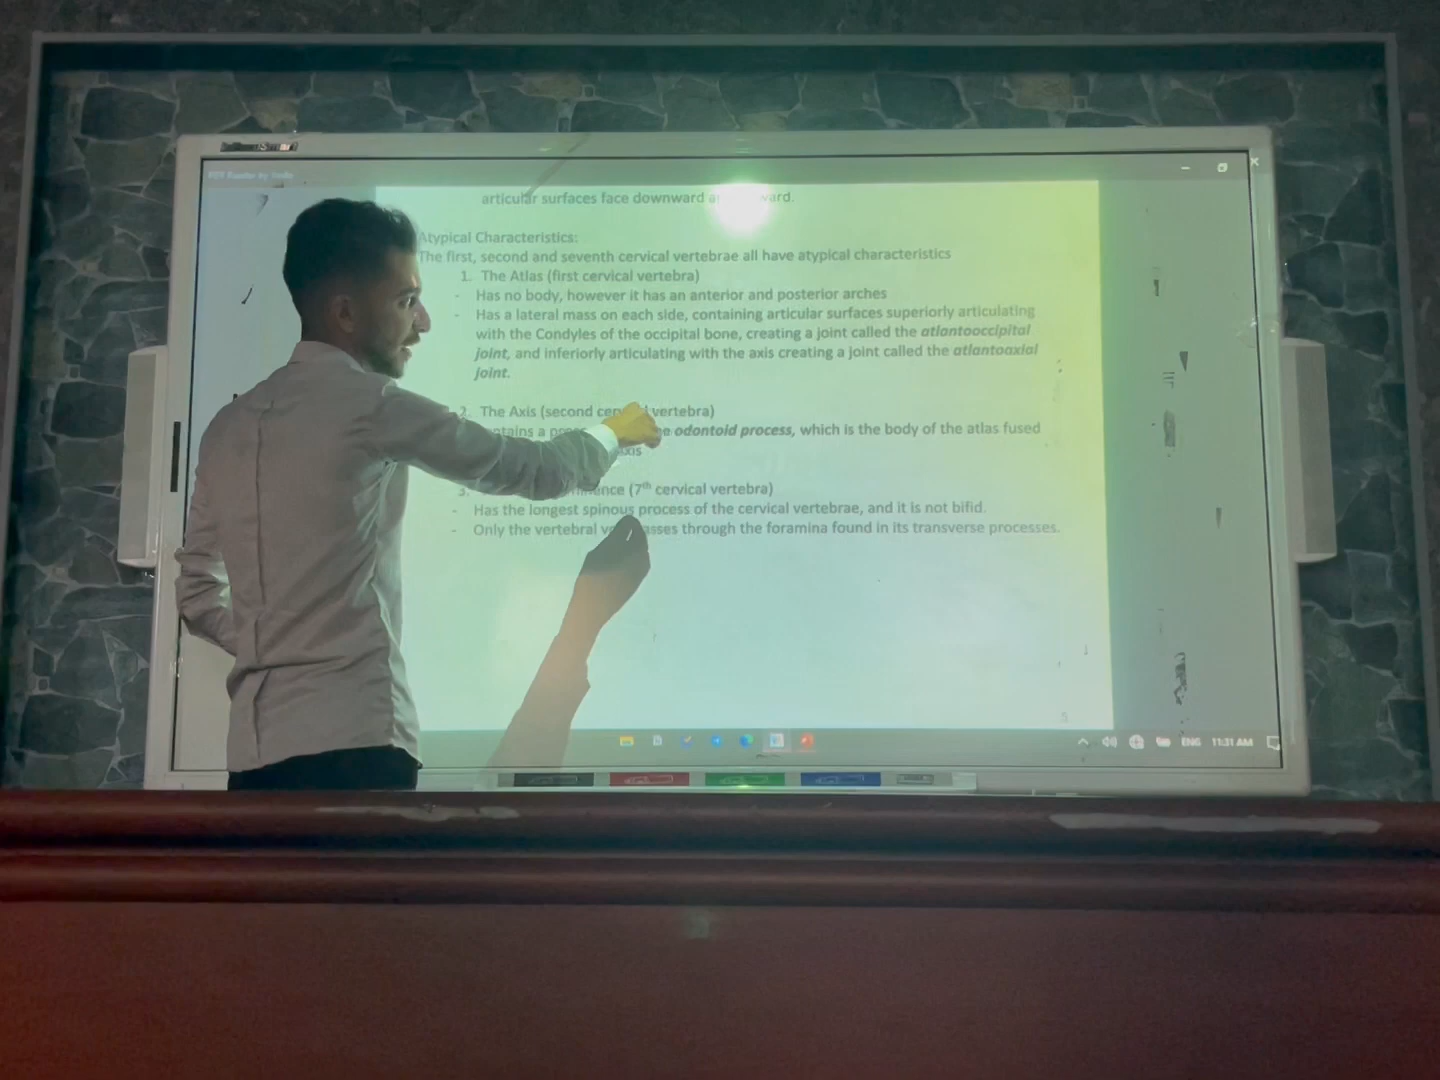 articular surfaces face downward
Atypical Characteristics:
The first, second and seventh cervical vertebrae all have atypical characteristics
1. The Atlas (first cervical vertebra)
- Has no body, however it has an anterior and posterior arches
- Has a lateral mass on each side, containing articular surfaces superiorly articulating
with the Condyles of the occipital bone, creating a joint called the atlantooccipital
joint, and inferiorly articulating with the axis creating a joint called the atlantoaxial
joint.
2. The Axis (second vertebra)
a odontoid process, which is the body of the atlas fused
axis
3. (7th cervical vertebra)
- Has the longest spinous process of the cervical vertebrae, and it is not bifid.
- Only the vertebral through the foramina found in its transverse processes.
ENG 11:31 AM